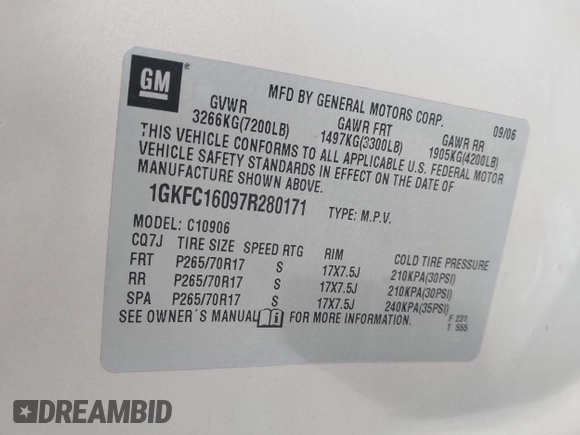 GM
®
MFD BY GENERAL MOTORS CORP. 09/06
GVWR GAWR FRT GAWR RR
3266KG(7200LB) 1497KG(3300LB) 1905KG(4200LB)
THIS VEHICLE CONFORMS TO ALL APPLICABLE U.S. FEDERAL MOTOR
VEHICLE SAFETY STANDARDS IN EFFECT ON THE DATE OF
MANUFACTURE SHOWN ABOVE.
1GKFC16097R280171 TYPE: M.P.V.
MODEL: C10906
CQ7J TIRE SIZE SPEED RTG RIM COLD TIRE PRESSURE
FRT P265/70R17 S 17X7.5J 210KPA(30PSI)
RR P265/70R17 S 17X7.5J 210KPA(30PSI)
SPA P265/70R17 S 17X7.5J 240KPA(35PSI)
SEE OWNER´S MANUAL FOR MORE INFORMATION. F 231
T 555
DREAMBID